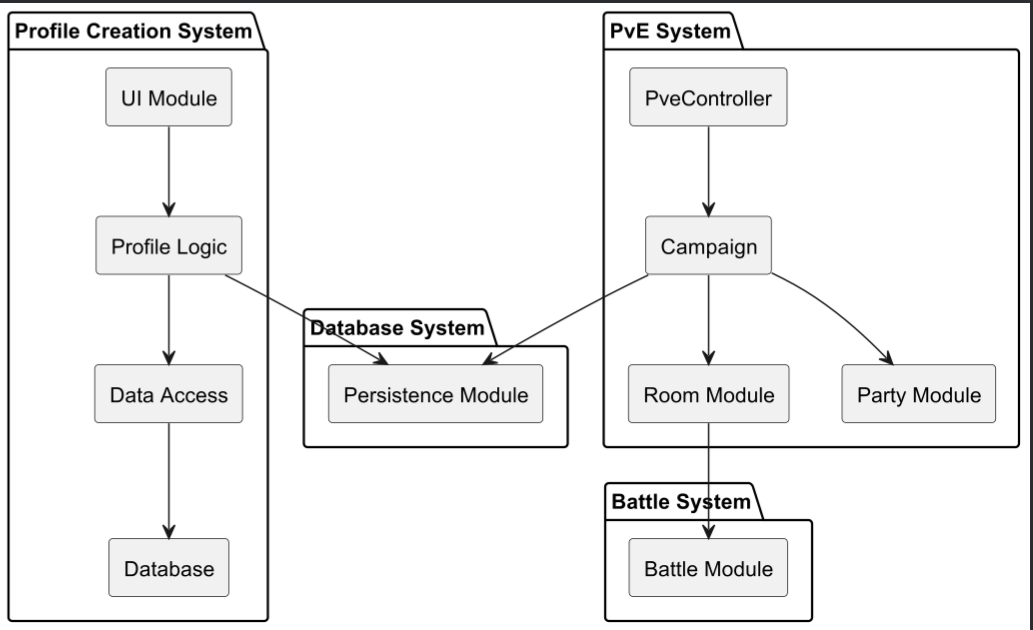 Profile Creation System
UI Module
Profile Logic
Data Access
Database
Database System
Persistence Module
PvE System
PveController
Campaign
Room Module
Party Module
Battle System
Battle Module